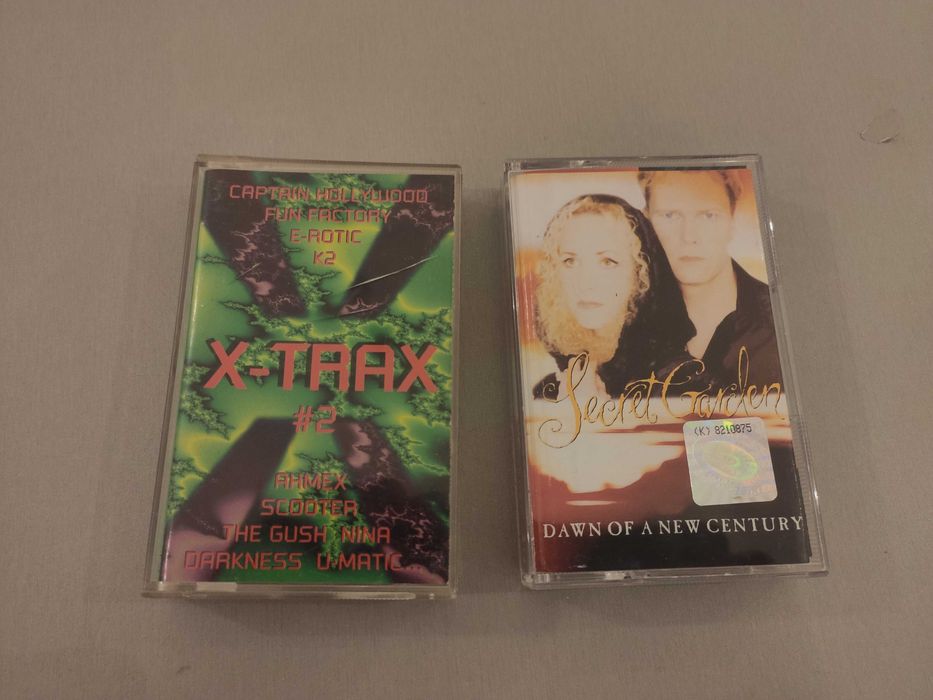 CAPTAIN HOLLYWOOD
FUN FACTORY
E-ROTIC
K2
X-TRAX
#2
AHMEX
SCOOTER
THE GUSH NINA
DARKNESS U-MATIC...
Secret Garden
(K) 8210875
DAWN OF A NEW CENTURY